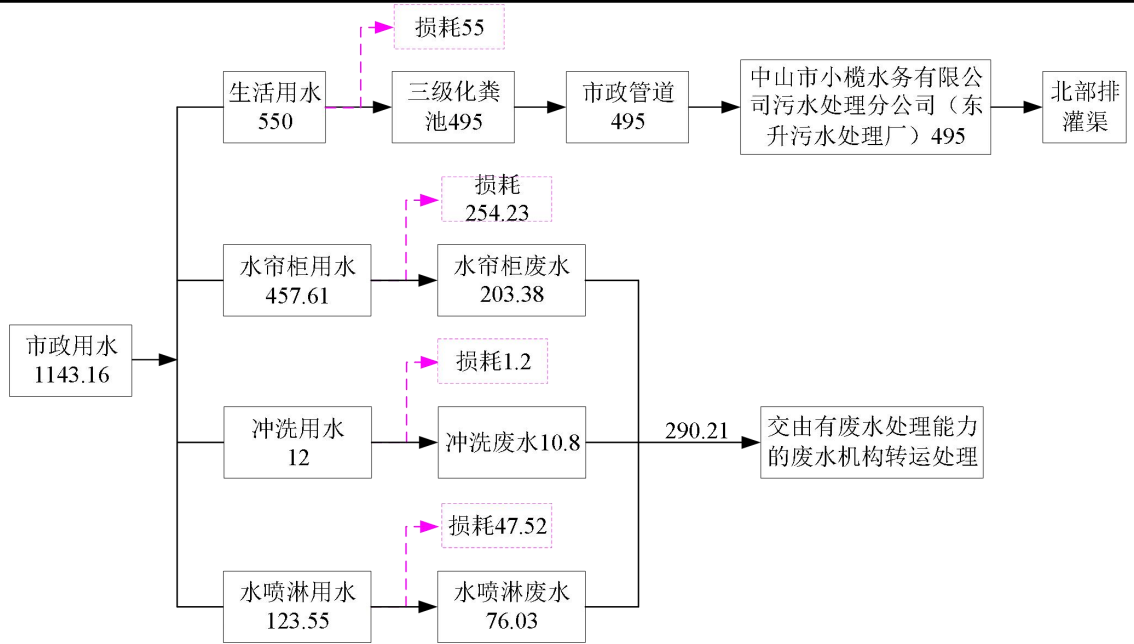 损耗55
生活用水
550
三级化粪
池495
市政管道
495
中山市小榄水务有限公
司污水处理分公司（东
升污水处理厂）495
北部排
灌渠
损耗
254.23
水帘柜用水
457.61
水帘柜废水
203.38
市政用水
1143.16
损耗1.2
冲洗用水
12
冲洗废水10.8
290.21
交由有废水处理能力
的废水机构转运处理
损耗47.52
水喷淋用水
123.55
水喷淋废水
76.03